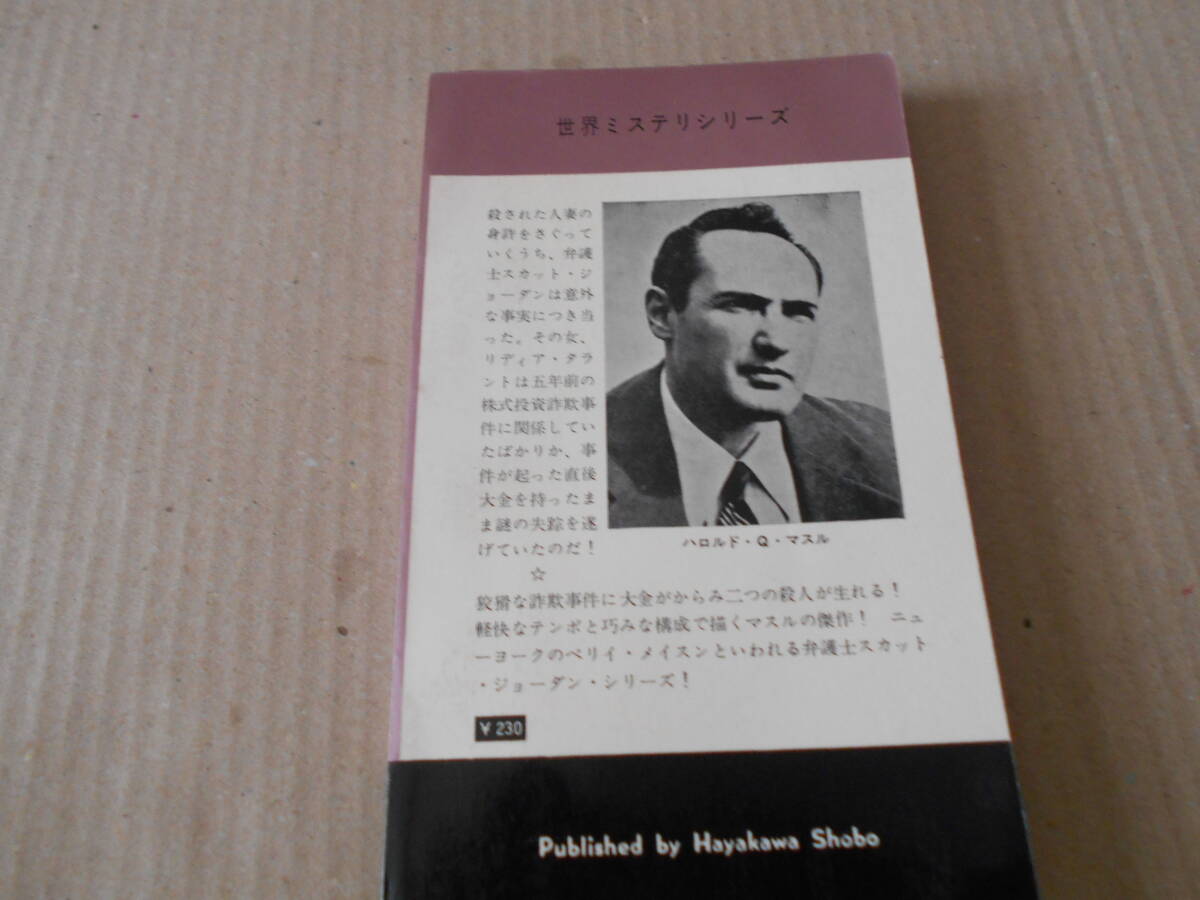 世界ミステリシリーズ
殺された人妻の
身許をさぐって
いくうち、弁護
士スカット・ジ
ョーダンは意外
な事実につき当
った。その女、
リディア・タラ
ントは五年前の
株式投資詐欺事
件に関係してい
たばかりか、事
件が起った直後
大金を持ったま
ま謎の失踪を遂
げていたのだ！
ハロルド・Q・マスル
☆
狡猾な詐欺事件に大金がからみ二つの殺人が生れる！
軽快なテンポと巧みな構成で描くマスルの傑作！　ニュ
ーヨークのペリイ・メイスンといわれる弁護士スカット
・ジョーダン・シリーズ！
¥ 230
Published by Hayakawa Shobo